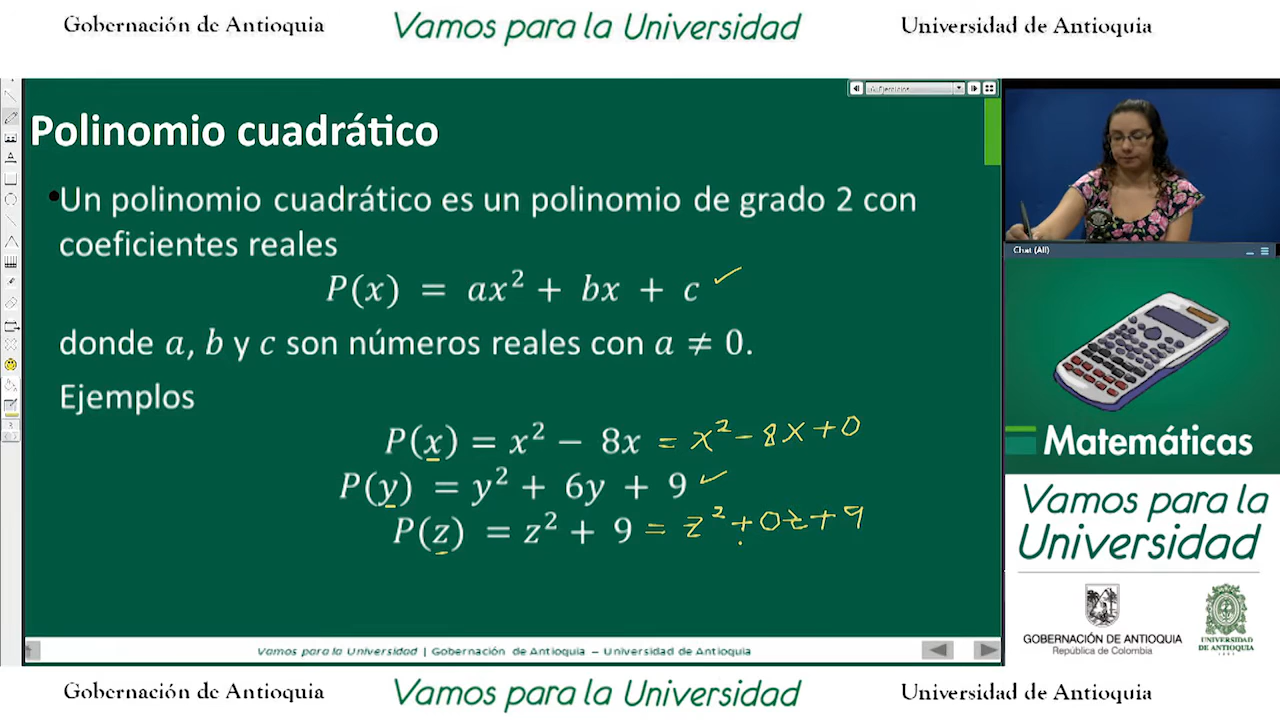 Gobernación de Antioquia Vamos para la Universidad Universidad de Antioquia
Polinomio cuadrático
•Un polinomio cuadrático es un polinomio de grado 2 con
coeficientes reales
P(x) = ax² + bx + c ✓
donde a, b y c son números reales con a ≠ 0.
Ejemplos
P(x) = x² − 8x = x² − 8x + 0
P(y) = y² + 6y + 9 ✓
P(z) = z² + 9 = z² + 0z + 9
Vamos para la Universidad | Gobernación de Antioquia – Universidad de Antioquia
Chat (All)
Matemáticas
Vamos para la
Universidad
GOBERNACIÓN DE ANTIOQUIA
República de Colombia
UNIVERSIDAD
DE ANTIOQUIA
1803
Gobernación de Antioquia Vamos para la Universidad Universidad de Antioquia